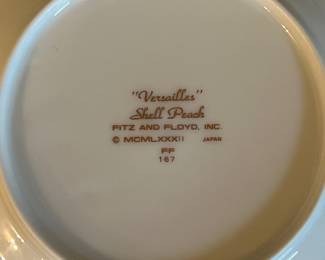 "Versailles"
Shell Peach
FITZ AND FLOYD, INC.
© MCMLXXXII JAPAN
FF
167